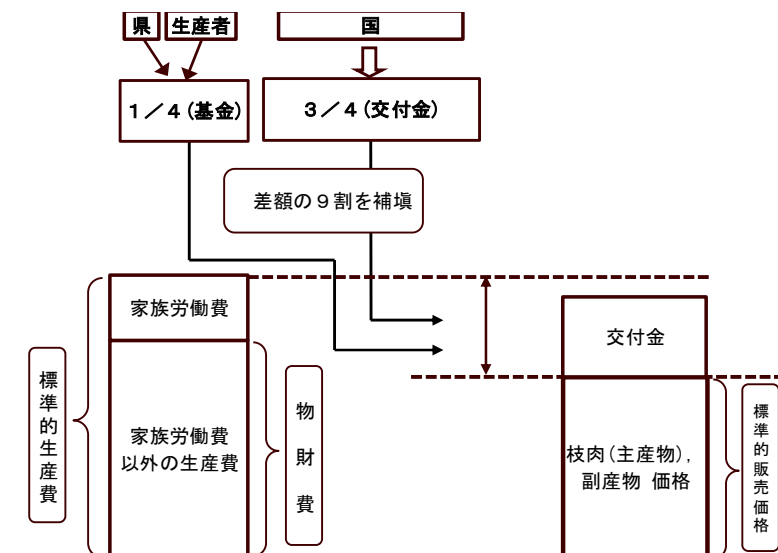 県
生産者
国
１／４(基金)
３／４(交付金)
差額の９割を補塡
家族労働費
交付金
標準的生産費
家族労働費
以外の生産費
物財費
枝肉(主産物),
副産物 価格
標準的販売価格